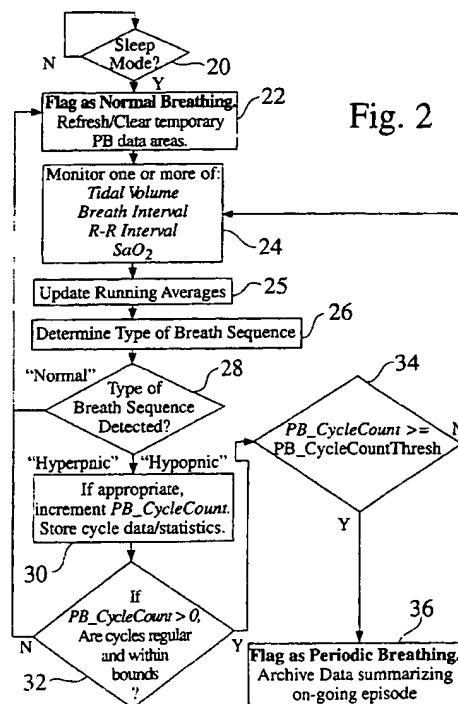 Fig. 2
Sleep
Mode?
N
20
Y
Flag as Normal Breathing.
Refresh/Clear temporary
PB data areas.
22
Monitor one or more of:
Tidal Volume
Breath Interval
R-R Interval
SaO2
24
Update Running Averages
25
Determine Type of Breath Sequence
26
"Normal"
28
Type of
Breath Sequence
Detected?
"Hyperpnic" "Hypopnic"
If appropriate,
increment PB_CycleCount.
Store cycle data/statistics.
30
If
PB_CycleCount > 0,
Are cycles regular
and within
bounds
?
N
Y
32
34
PB_CycleCount >=
PB_CycleCountThresh
N
Y
36
Flag as Periodic Breathing.
Archive Data summarizing
on-going episode